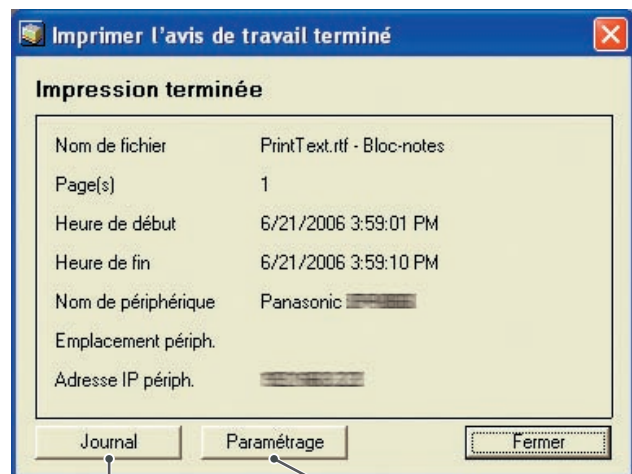 Imprimer l'avis de travail terminé
Impression terminée
Nom de fichier PrintText.rtf - Bloc-notes
Page(s) 1
Heure de début 6/21/2006 3:59:01 PM
Heure de fin 6/21/2006 3:59:10 PM
Nom de périphérique Panasonic
Emplacement périph.
Adresse IP périph.
Journal Paramétrage Fermer